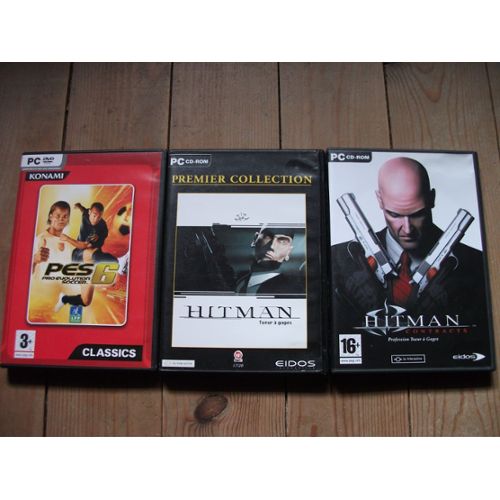 PC DVD
KONAMI
PES6
PRO EVOLUTION
SOCCER
LFP
3+
CLASSICS
PC CD-ROM
PREMIER COLLECTION
HITMAN
Tueur à gages
EIDOS
PC CD-ROM
HITMAN
CONTRACTS
Profession Tueur à Gages
16+
eidos